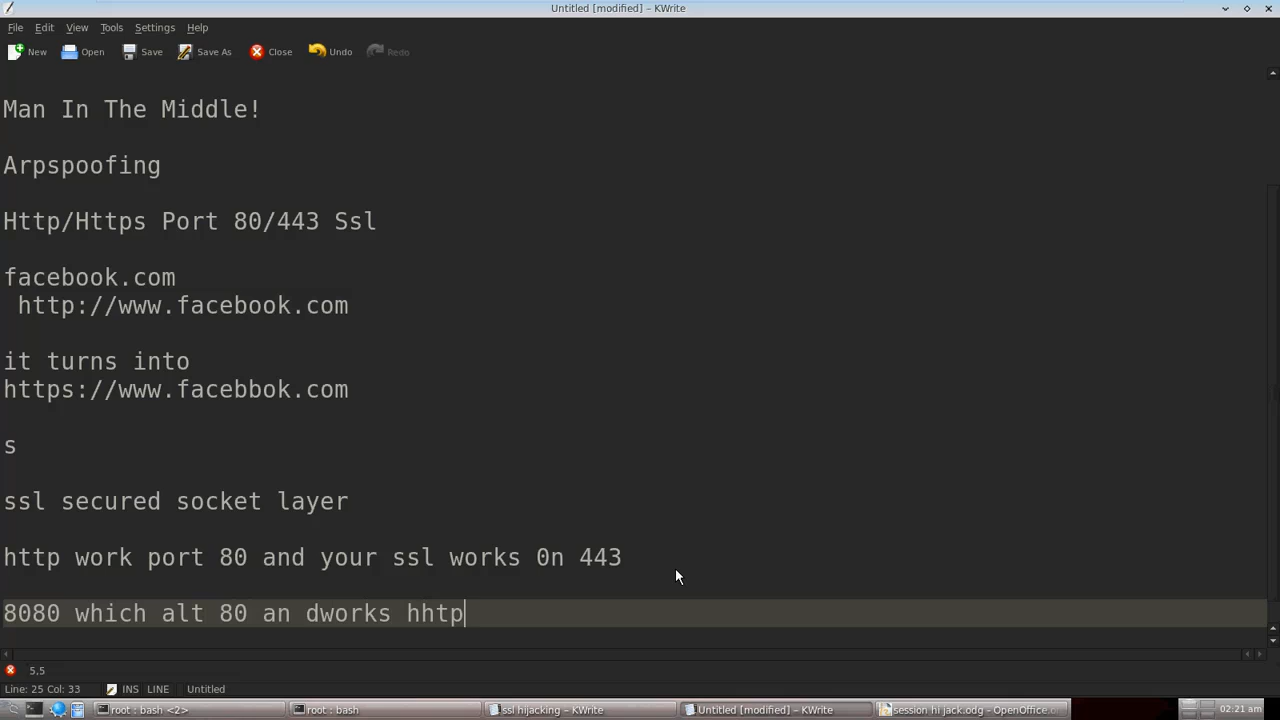 Untitled [modified] – KWrite
File Edit View Tools Settings Help
New Open Save Save As Close Undo Redo
Man In The Middle!
Arpspoofing
Http/Https Port 80/443 Ssl
facebook.com
http://www.facebook.com
it turns into
https://www.facebbok.com
s
ssl secured socket layer
http work port 80 and your ssl works 0n 443
8080 which alt 80 an dworks hhtp
5,5
Line: 25 Col: 33 INS LINE Untitled
root : bash <2> root : bash ssl hijacking – KWrite Untitled [modified] – KWrite session hi jack.odg - OpenOffice. 02:21 am